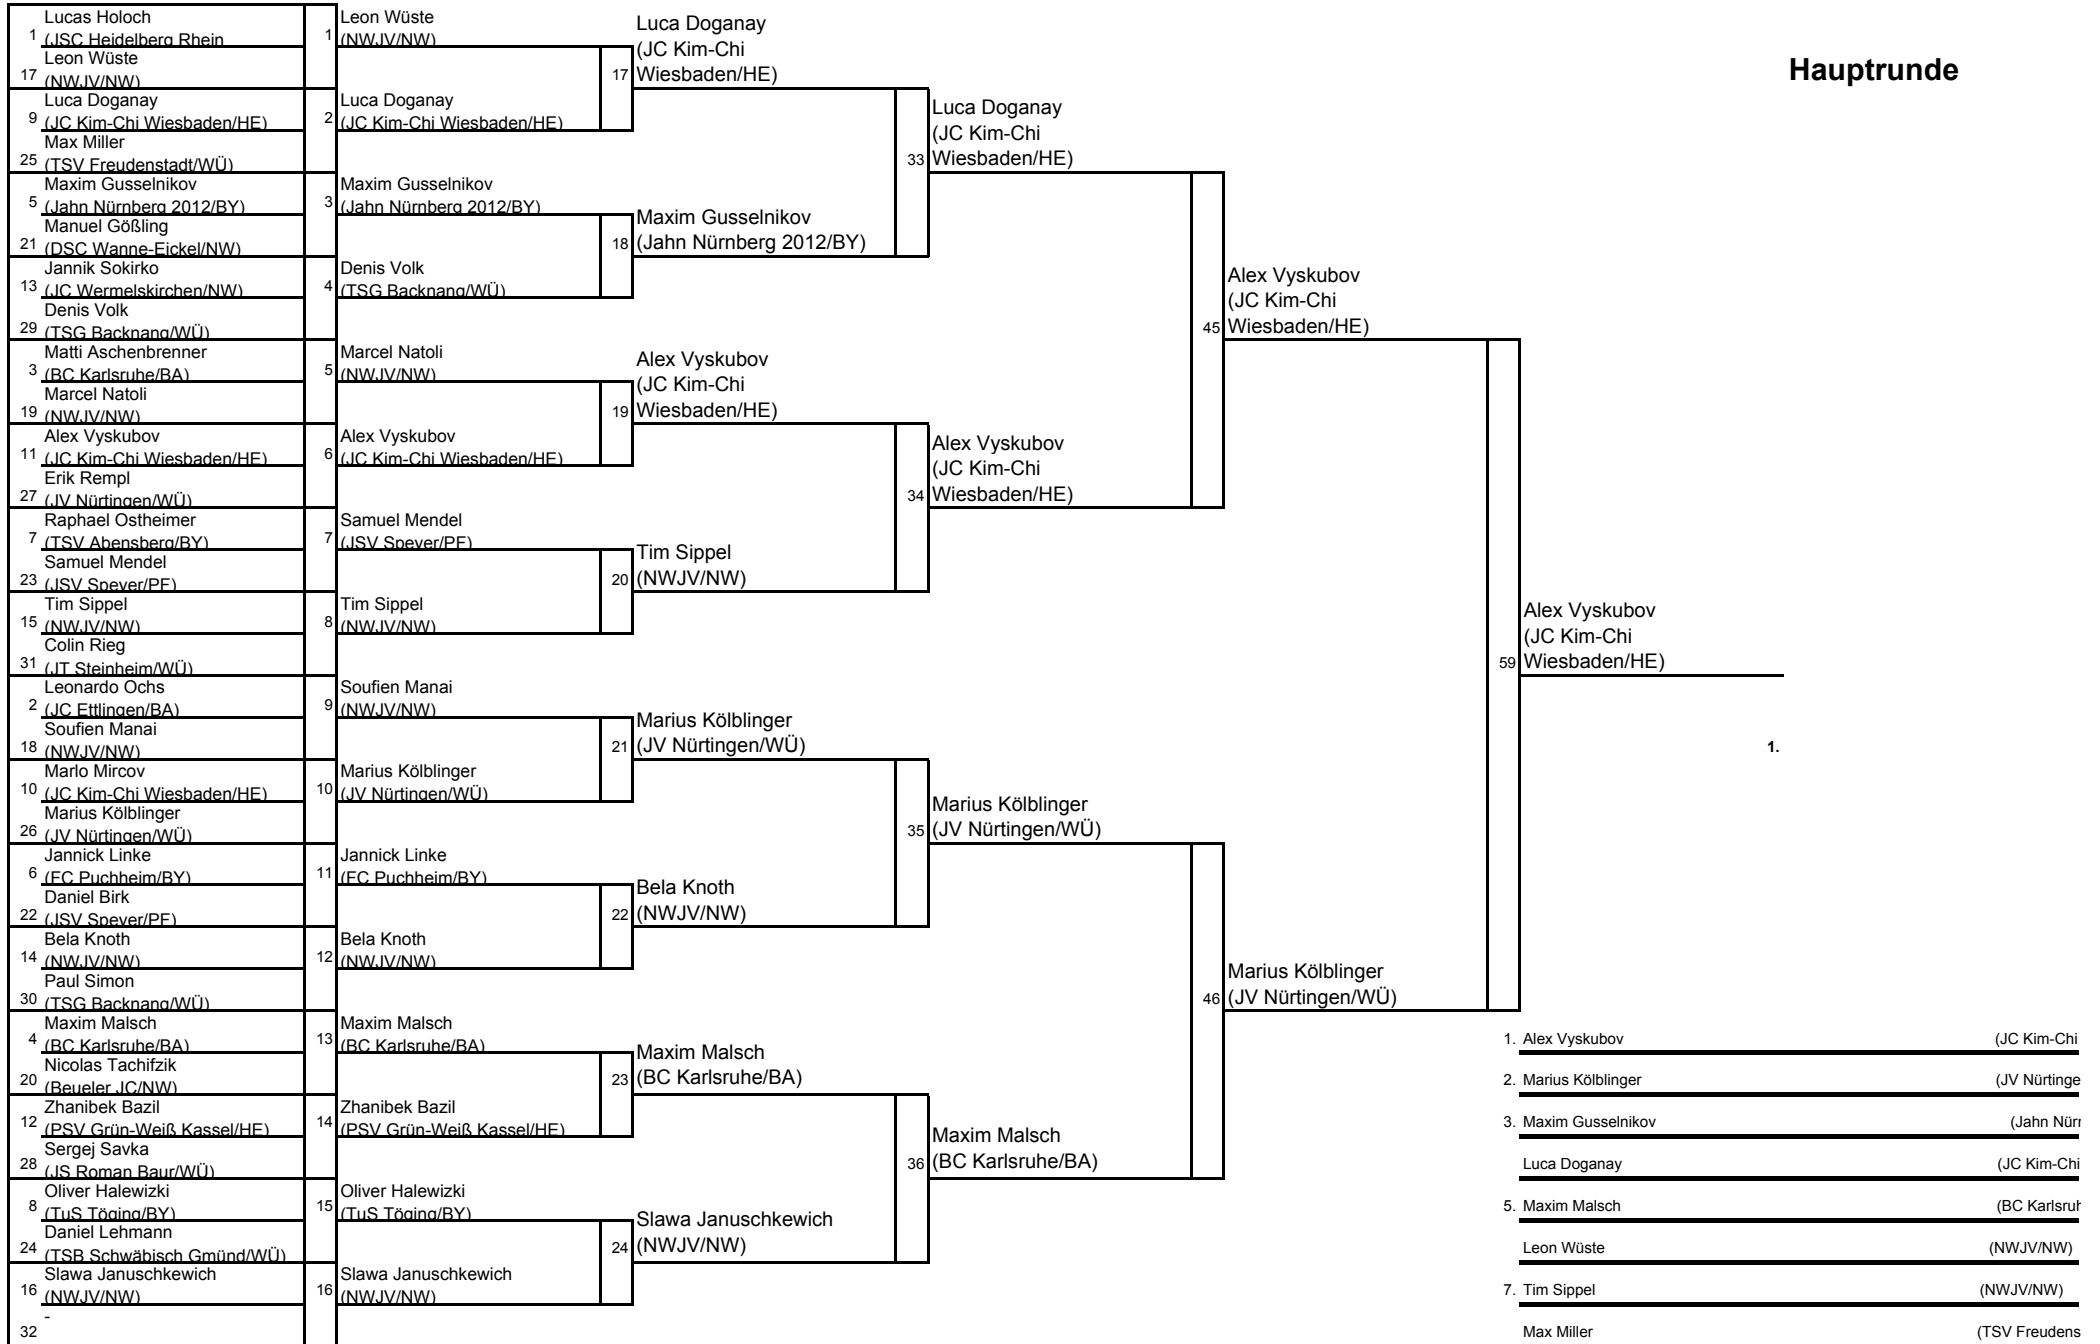 Hauptrunde
Lucas Holoch
1 (JSC Heidelberg Rhein
Leon Wüste
17 (NWJV/NW)
Luca Doganay
9 (JC Kim-Chi Wiesbaden/HE)
Max Miller
25 (TSV Freudenstadt/WÜ)
Maxim Gusselnikov
5 (Jahn Nürnberg 2012/BY)
Manuel Gößling
21 (DSC Wanne-Eickel/NW)
Jannik Sokirko
13 (JC Wermelskirchen/NW)
Denis Volk
29 (TSG Backnang/WÜ)
Matti Aschenbrenner
3 (BC Karlsruhe/BA)
Marcel Natoli
19 (NWJV/NW)
Alex Vyskubov
11 (JC Kim-Chi Wiesbaden/HE)
Erik Rempl
27 (JV Nürtingen/WÜ)
Raphael Ostheimer
7 (TSV Abensberg/BY)
Samuel Mendel
23 (JSV Speyer/PF)
Tim Sippel
15 (NWJV/NW)
Colin Rieg
31 (JT Steinheim/WÜ)
Leonardo Ochs
2 (JC Ettlingen/BA)
Soufien Manai
18 (NWJV/NW)
Marlo Mircov
10 (JC Kim-Chi Wiesbaden/HE)
Marius Kölblinger
26 (JV Nürtingen/WÜ)
Jannick Linke
6 (FC Puchheim/BY)
Daniel Birk
22 (JSV Speyer/PF)
Bela Knoth
14 (NWJV/NW)
Paul Simon
30 (TSG Backnang/WÜ)
Maxim Malsch
4 (BC Karlsruhe/BA)
Nicolas Tachifzik
20 (Beueler JC/NW)
Zhanibek Bazil
12 (PSV Grün-Weiß Kassel/HE)
Sergej Savka
28 (JS Roman Baur/WÜ)
Oliver Halewizki
8 (TuS Töging/BY)
Daniel Lehmann
24 (TSB Schwäbisch Gmünd/WÜ)
Slawa Januschkewich
16 (NWJV/NW)
-
32
Leon Wüste
1 (NWJV/NW)
Luca Doganay
2 (JC Kim-Chi Wiesbaden/HE)
Maxim Gusselnikov
3 (Jahn Nürnberg 2012/BY)
Denis Volk
4 (TSG Backnang/WÜ)
Marcel Natoli
5 (NWJV/NW)
Alex Vyskubov
6 (JC Kim-Chi Wiesbaden/HE)
Samuel Mendel
7 (JSV Speyer/PF)
Tim Sippel
8 (NWJV/NW)
Soufien Manai
9 (NWJV/NW)
Marius Kölblinger
10 (JV Nürtingen/WÜ)
Jannick Linke
11 (FC Puchheim/BY)
Bela Knoth
12 (NWJV/NW)
Maxim Malsch
13 (BC Karlsruhe/BA)
Zhanibek Bazil
14 (PSV Grün-Weiß Kassel/HE)
Oliver Halewizki
15 (TuS Töging/BY)
Slawa Januschkewich
16 (NWJV/NW)
Luca Doganay
(JC Kim-Chi
17 Wiesbaden/HE)
Maxim Gusselnikov
18 (Jahn Nürnberg 2012/BY)
Alex Vyskubov
(JC Kim-Chi
19 Wiesbaden/HE)
Tim Sippel
20 (NWJV/NW)
Marius Kölblinger
21 (JV Nürtingen/WÜ)
Bela Knoth
22 (NWJV/NW)
Maxim Malsch
23 (BC Karlsruhe/BA)
Slawa Januschkewich
24 (NWJV/NW)
Luca Doganay
(JC Kim-Chi
33 Wiesbaden/HE)
Alex Vyskubov
(JC Kim-Chi
34 Wiesbaden/HE)
Marius Kölblinger
35 (JV Nürtingen/WÜ)
Maxim Malsch
36 (BC Karlsruhe/BA)
Alex Vyskubov
(JC Kim-Chi
45 Wiesbaden/HE)
Marius Kölblinger
46 (JV Nürtingen/WÜ)
Alex Vyskubov
(JC Kim-Chi
59 Wiesbaden/HE)
1.
1. Alex Vyskubov (JC Kim-Chi
2. Marius Kölblinger (JV Nürtinge
3. Maxim Gusselnikov (Jahn Nürn
Luca Doganay (JC Kim-Chi
5. Maxim Malsch (BC Karlsruh
Leon Wüste (NWJV/NW)
7. Tim Sippel (NWJV/NW)
Max Miller (TSV Freudens